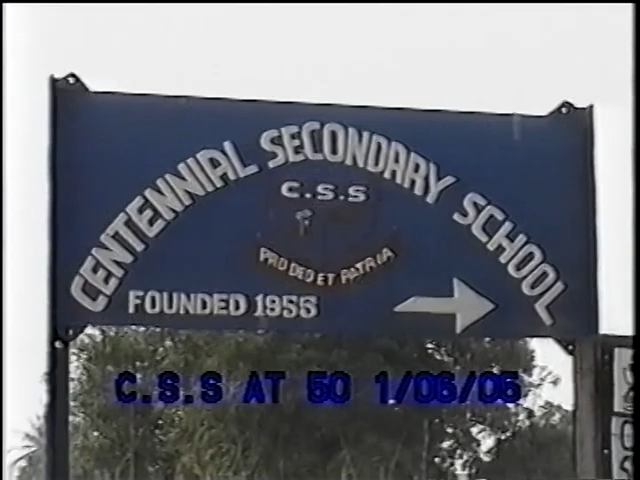 CENTENNIAL SECONDARY SCHOOL
C.S.S
PRO DEO ET PATRIA
FOUNDED 1955
C.S.S AT 50 1/06/05